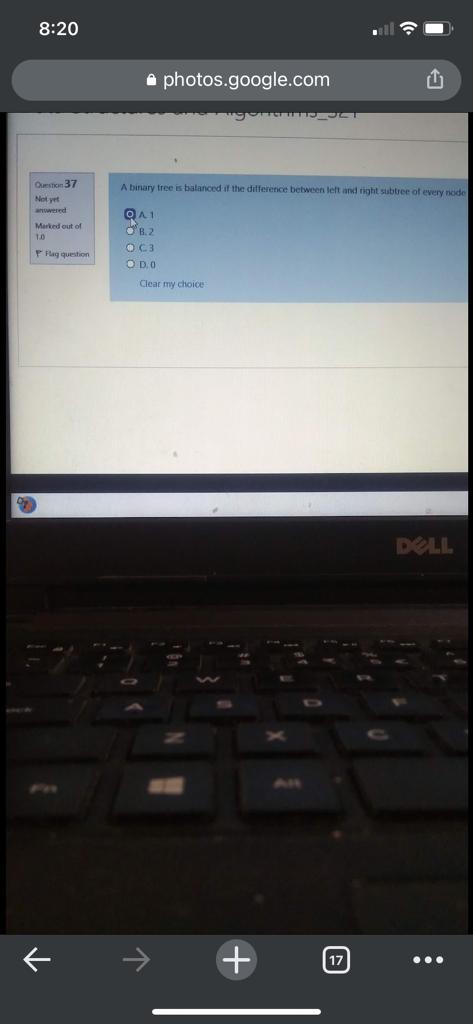 8:20
photos.google.com
Question 37
Not yet
answered
Marked out of
1.0
Flag question
A binary tree is balanced if the difference between left and right subtree of every node
A. 1
B. 2
C. 3
D. 0
Clear my choice
DELL
Q W E R T
A S D F
Z X C
Fn Alt
17